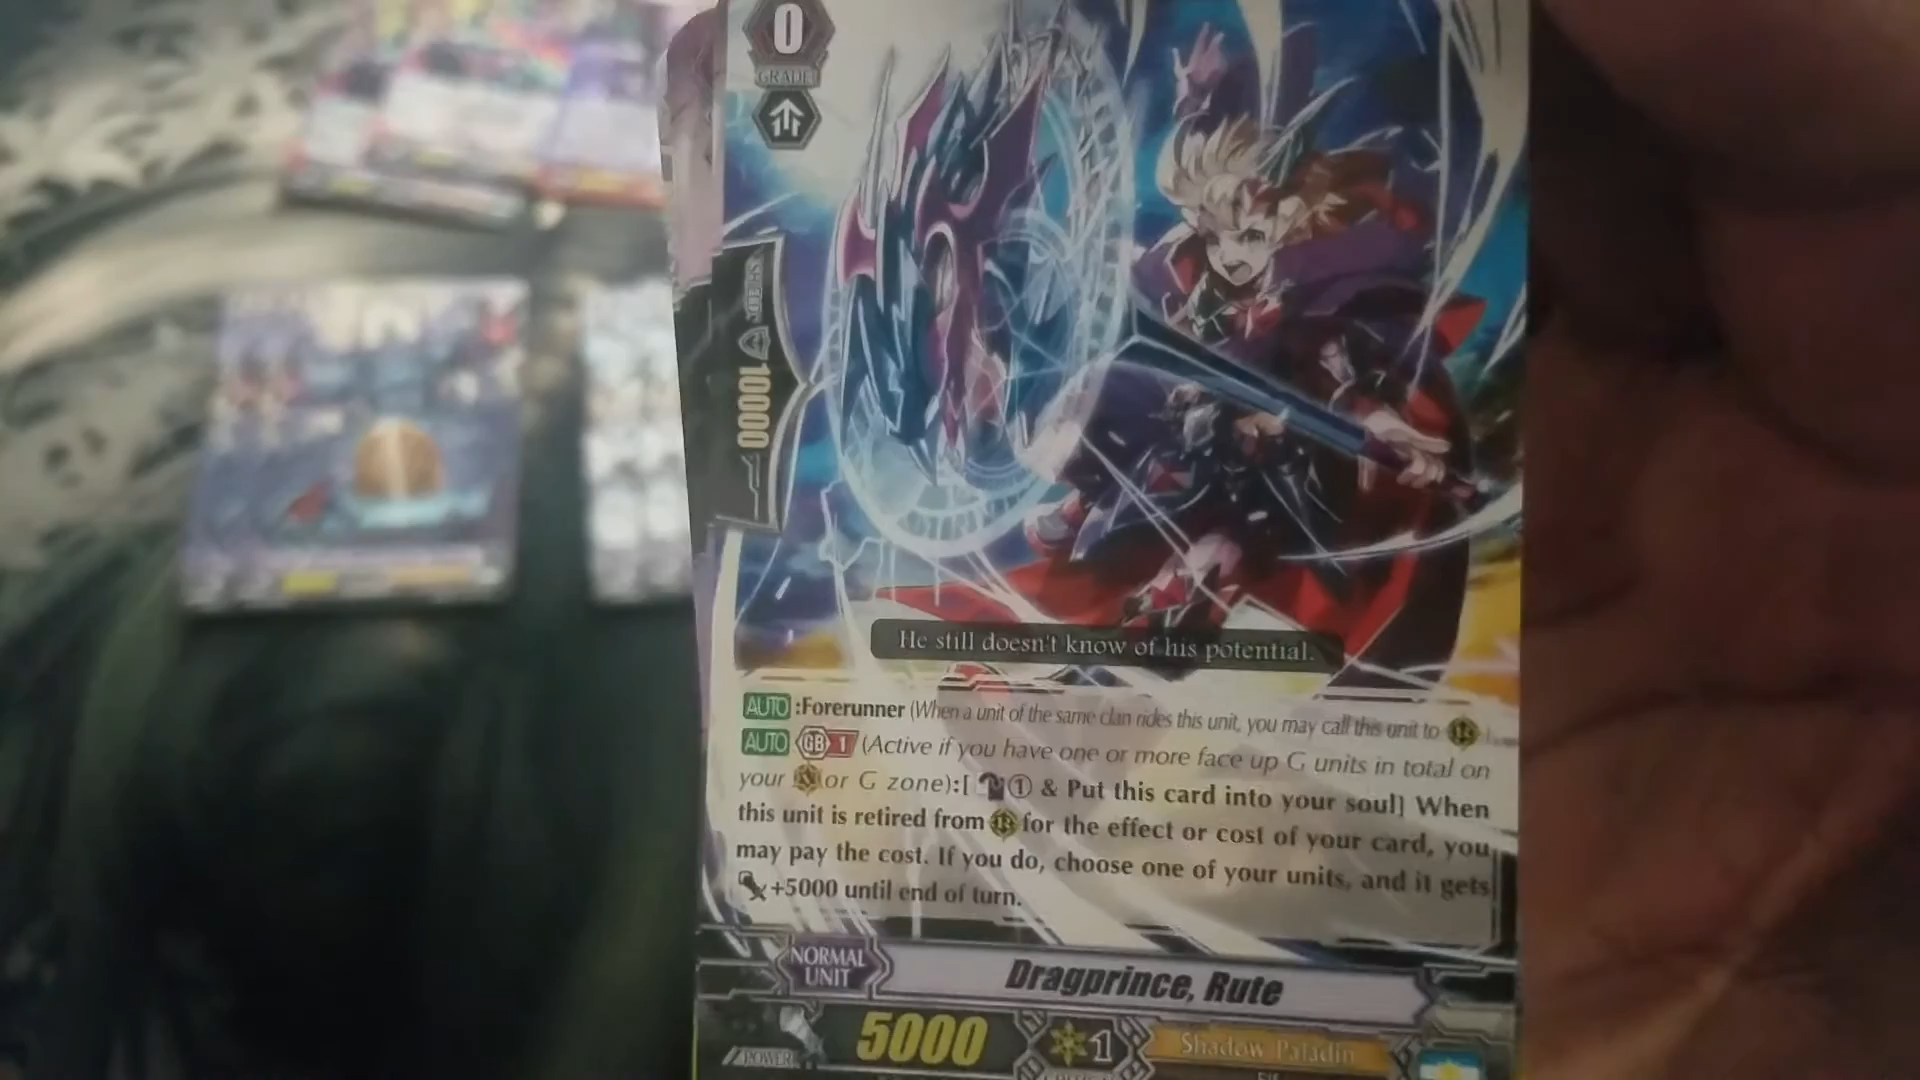 0
GRADE
SHIELD 10000
He still doesn't know of his potential.
AUTO :Forerunner (When a unit of the same clan rides this unit, you may call this unit to
AUTO GB 1 (Active if you have one or more face up G units in total on
your or G zone):[ ① & Put this card into your soul] When
this unit is retired from for the effect or cost of your card, you
may pay the cost. If you do, choose one of your units, and it gets
+5000 until end of turn.
NORMAL
UNIT
Dragprince, Rute
POWER 5000 1 Shadow Paladin
Elf